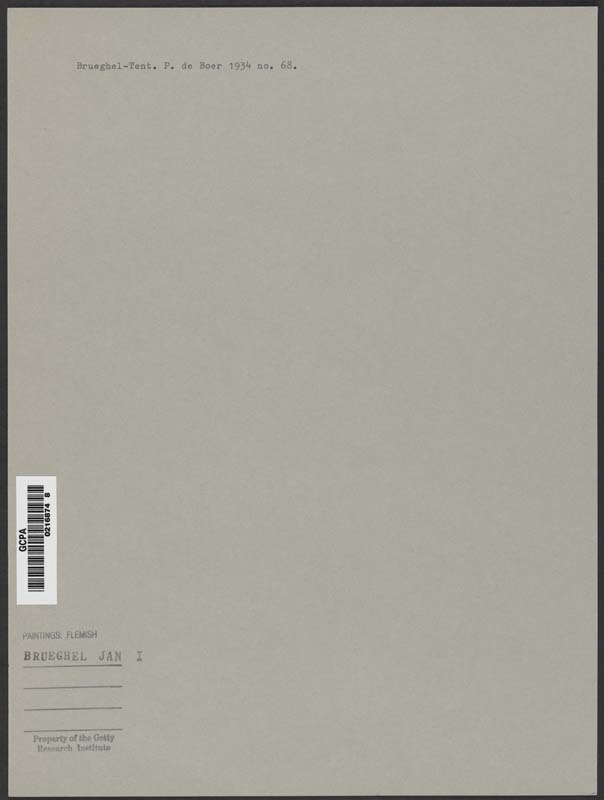 Brueghel-Tent. P. de Boer 1934 no. 68.
GCPA
0216874 8
PAINTINGS: FLEMISH
BRUEGHEL JAN I
Property of the Getty
Research Institute